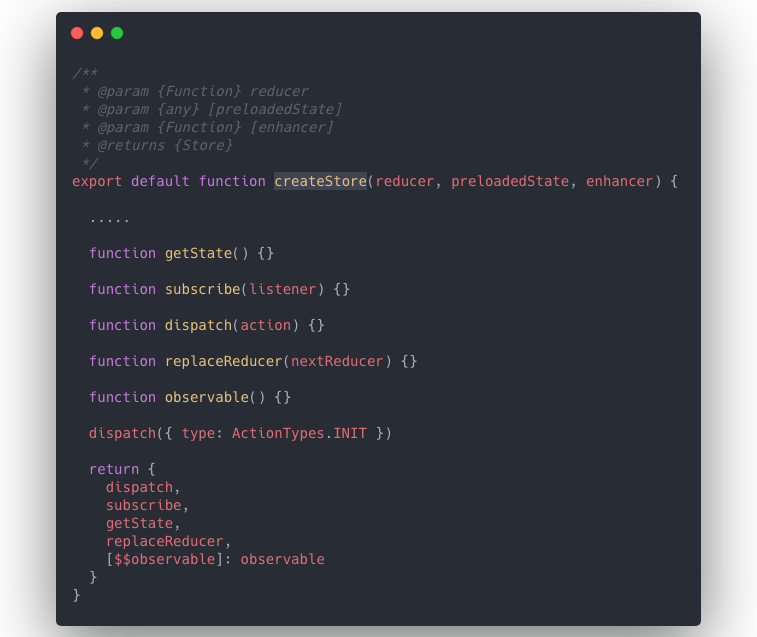 /**
 * @param {Function} reducer
 * @param {any} [preloadedState]
 * @param {Function} [enhancer]
 * @returns {Store}
 */
export default function createStore(reducer, preloadedState, enhancer) {
  .....
  function getState() {}
  function subscribe(listener) {}
  function dispatch(action) {}
  function replaceReducer(nextReducer) {}
  function observable() {}
  dispatch({ type: ActionTypes.INIT })
  return {
    dispatch,
    subscribe,
    getState,
    replaceReducer,
    [$$observable]: observable
  }
}